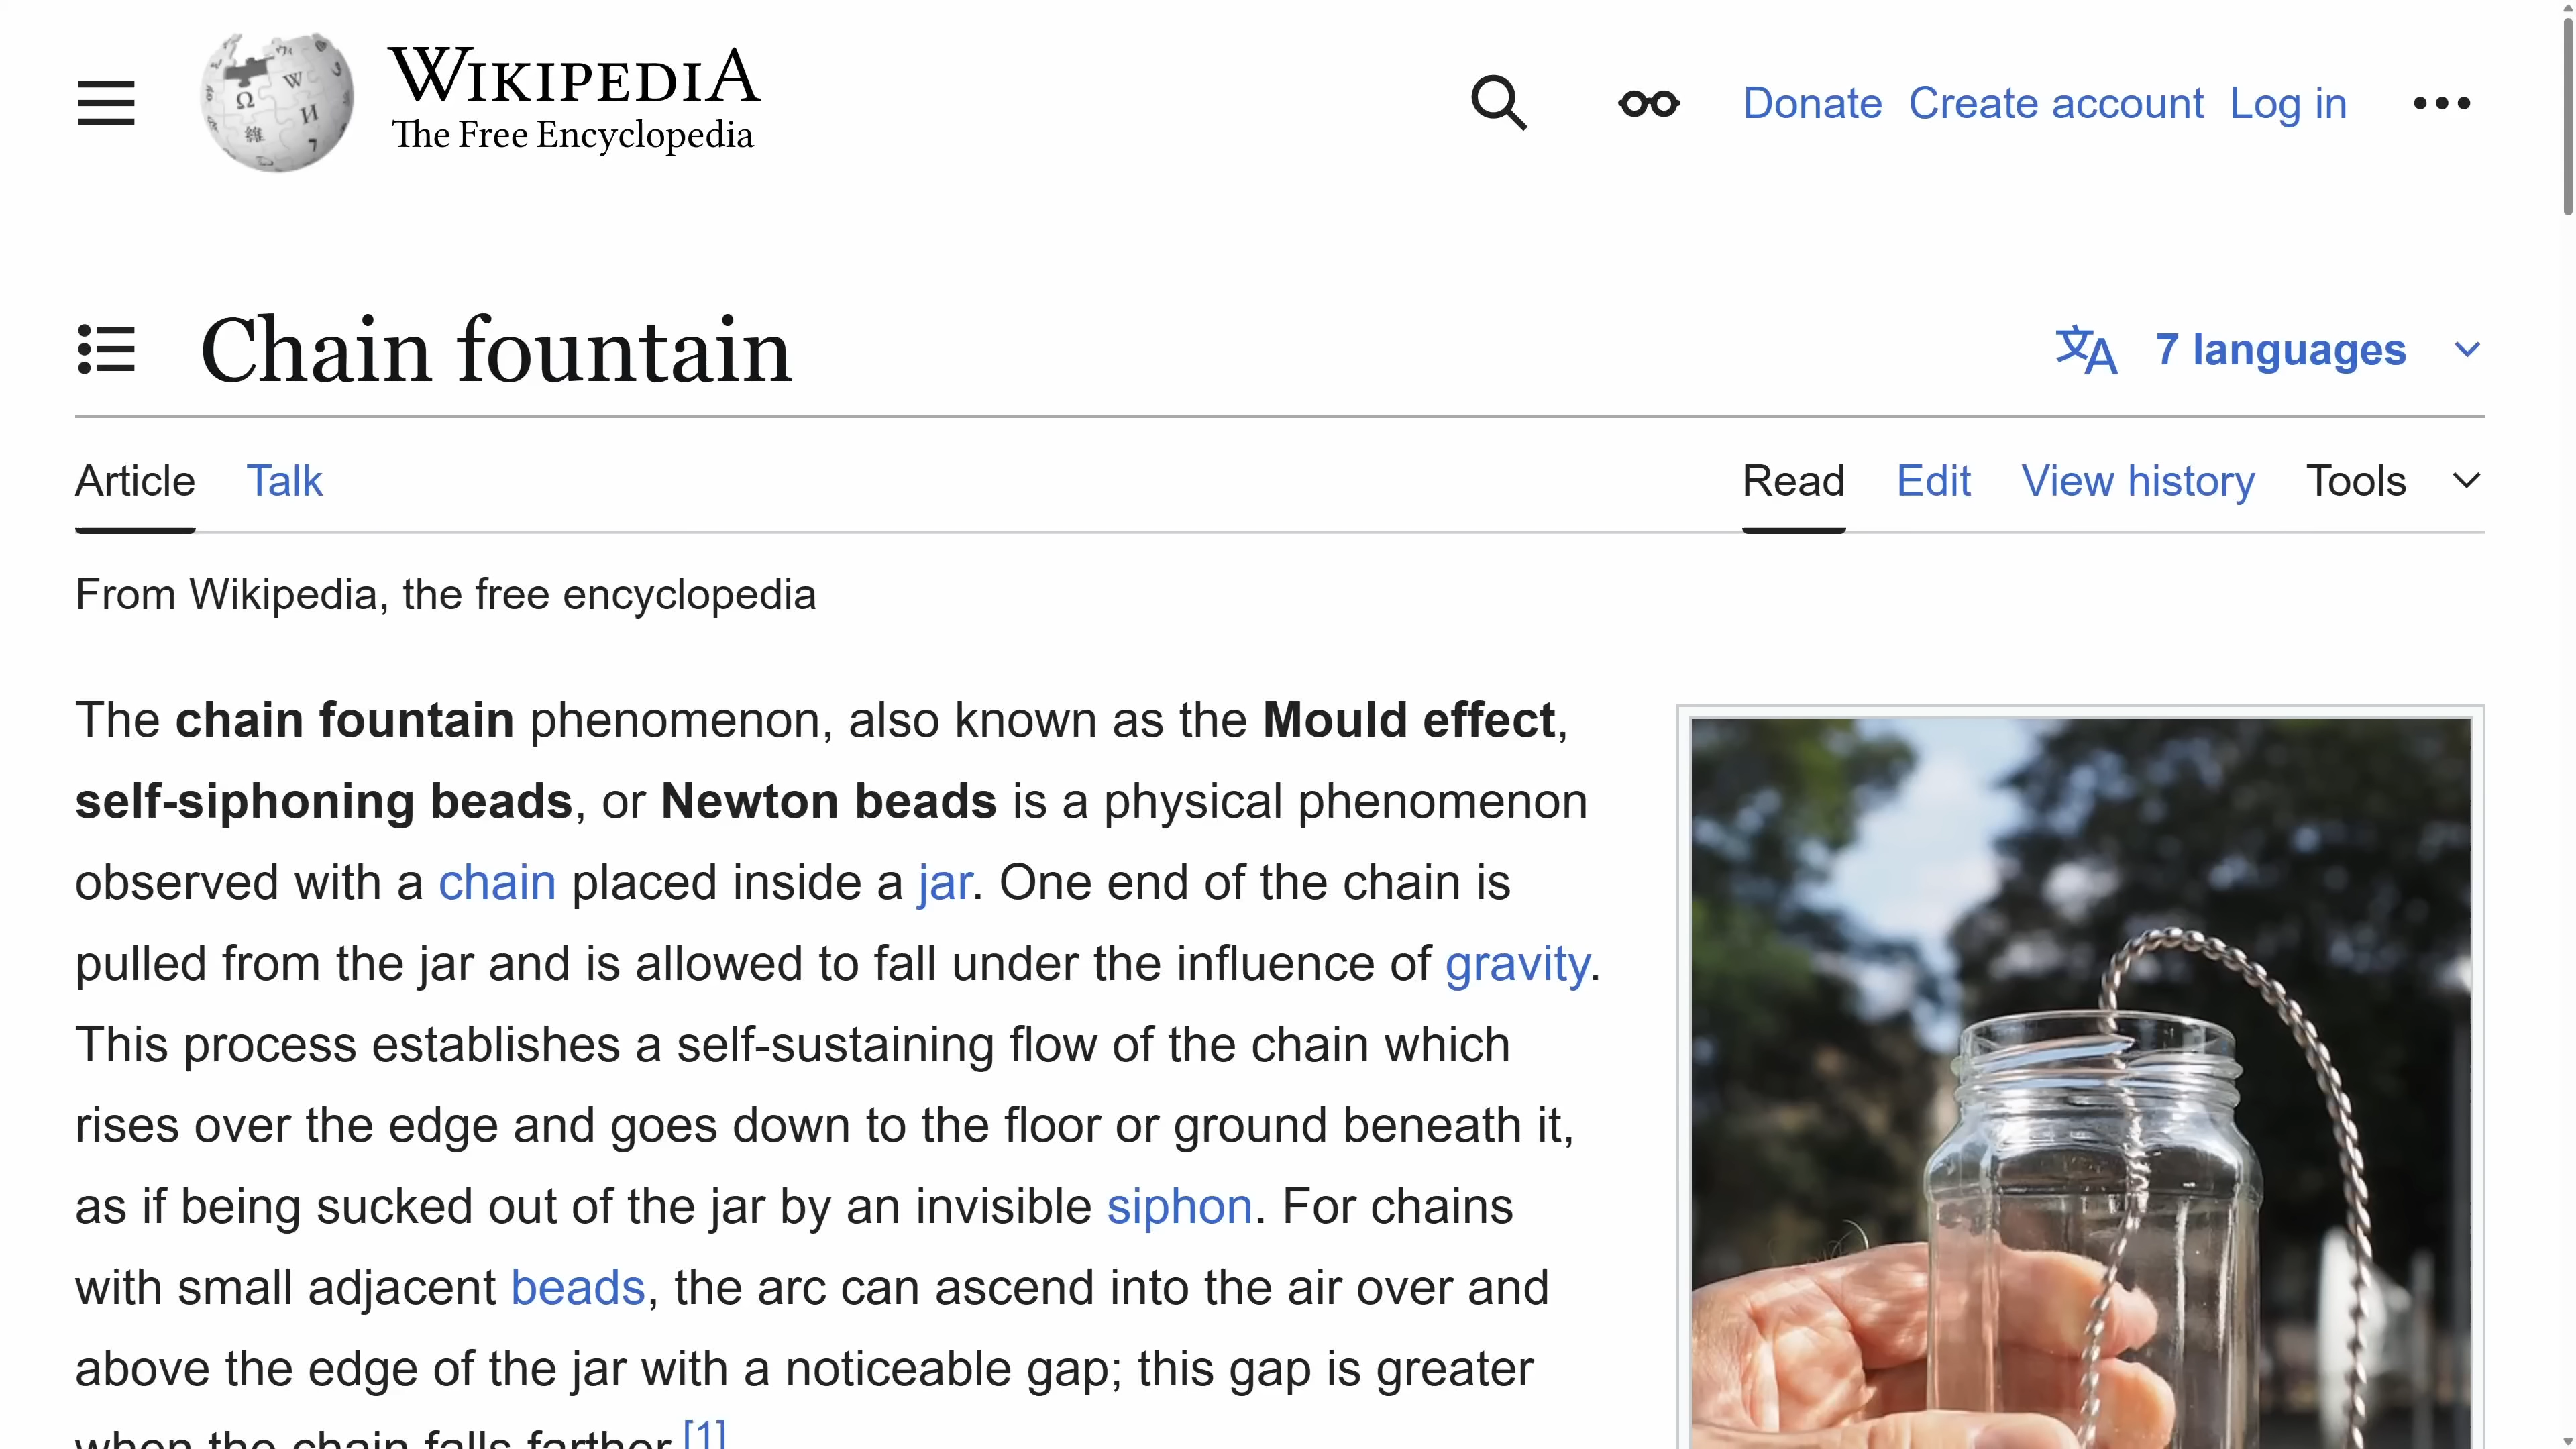 WIKIPEDIA
The Free Encyclopedia
Donate Create account Log in
Chain fountain
7 languages
Article Talk Read Edit View history Tools
From Wikipedia, the free encyclopedia
The chain fountain phenomenon, also known as the Mould effect,
self-siphoning beads, or Newton beads is a physical phenomenon
observed with a chain placed inside a jar. One end of the chain is
pulled from the jar and is allowed to fall under the influence of gravity.
This process establishes a self-sustaining flow of the chain which
rises over the edge and goes down to the floor or ground beneath it,
as if being sucked out of the jar by an invisible siphon. For chains
with small adjacent beads, the arc can ascend into the air over and
above the edge of the jar with a noticeable gap; this gap is greater
when the chain falls farther.[1]